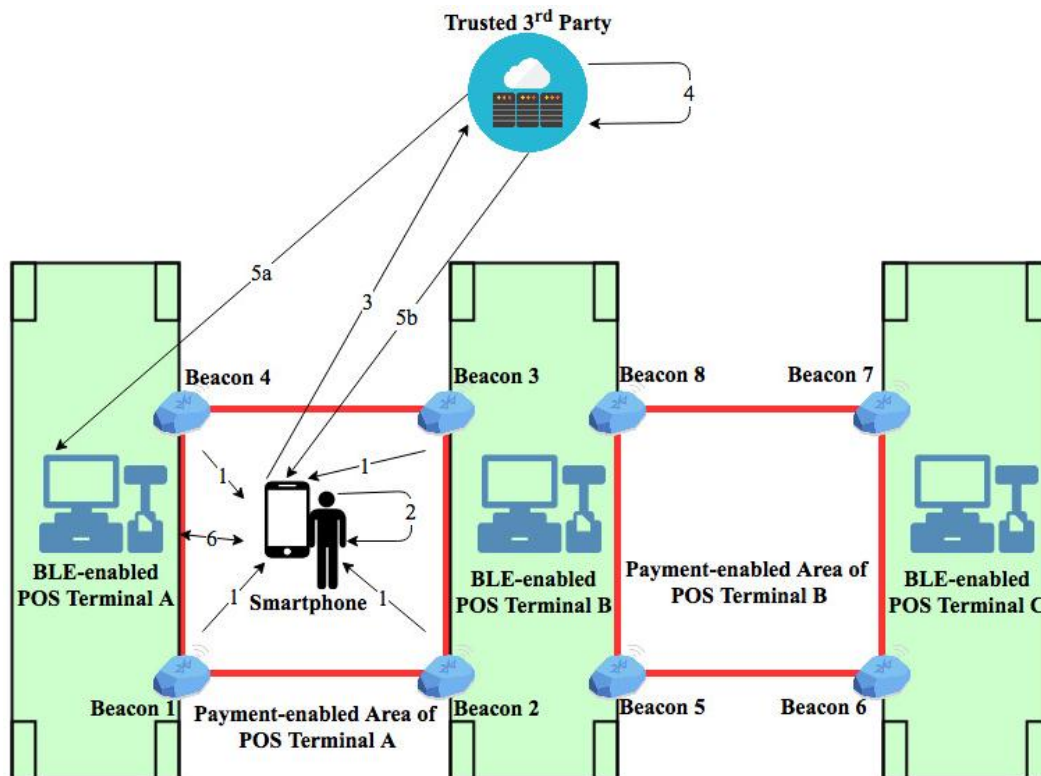 Trusted 3rd Party
4
5a
3
5b
Beacon 4
Beacon 3
Beacon 8
Beacon 7
1
1
2
6
BLE-enabled
POS Terminal A
1
Smartphone
1
BLE-enabled
POS Terminal B
Payment-enabled Area of
POS Terminal B
BLE-enabled
POS Terminal C
Beacon 1
Payment-enabled Area of
POS Terminal A
Beacon 2
Beacon 5
Beacon 6